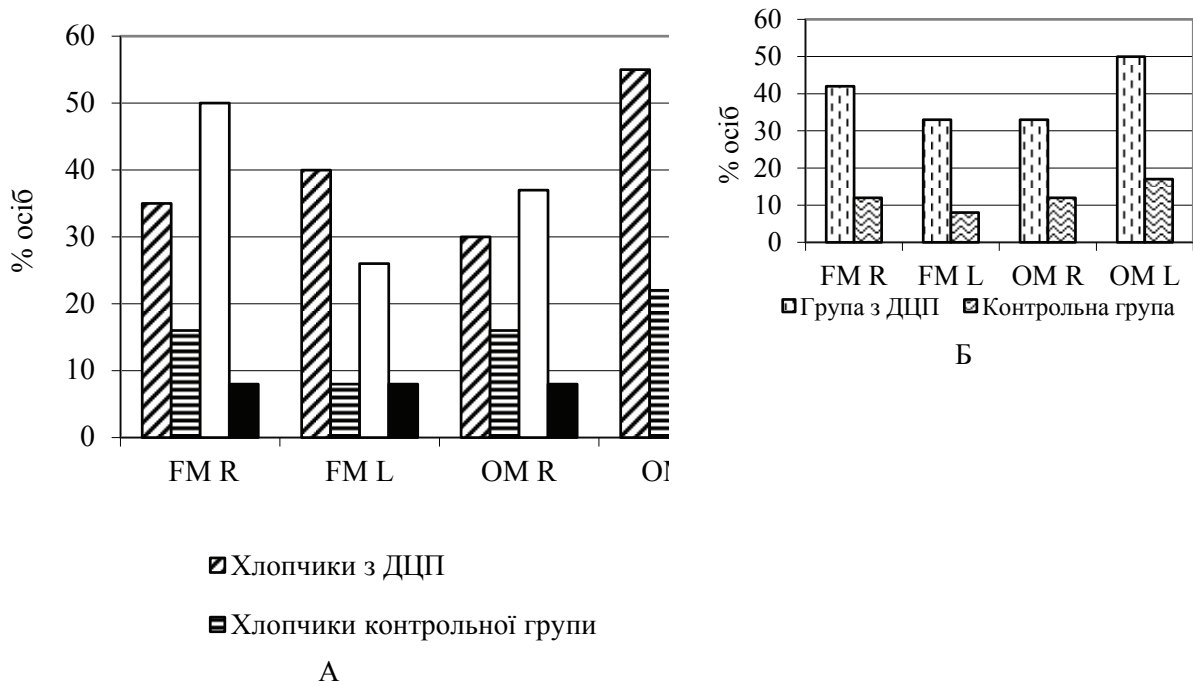 60
50
40
30
20
10
0
% осіб
FM R FM L OM R
Хлопчики з ДЦП
Хлопчики контрольної групи
А
60
50
40
30
20
10
0
% осіб
FM R FM L OM R OM L
Група з ДЦП Контрольна група
Б